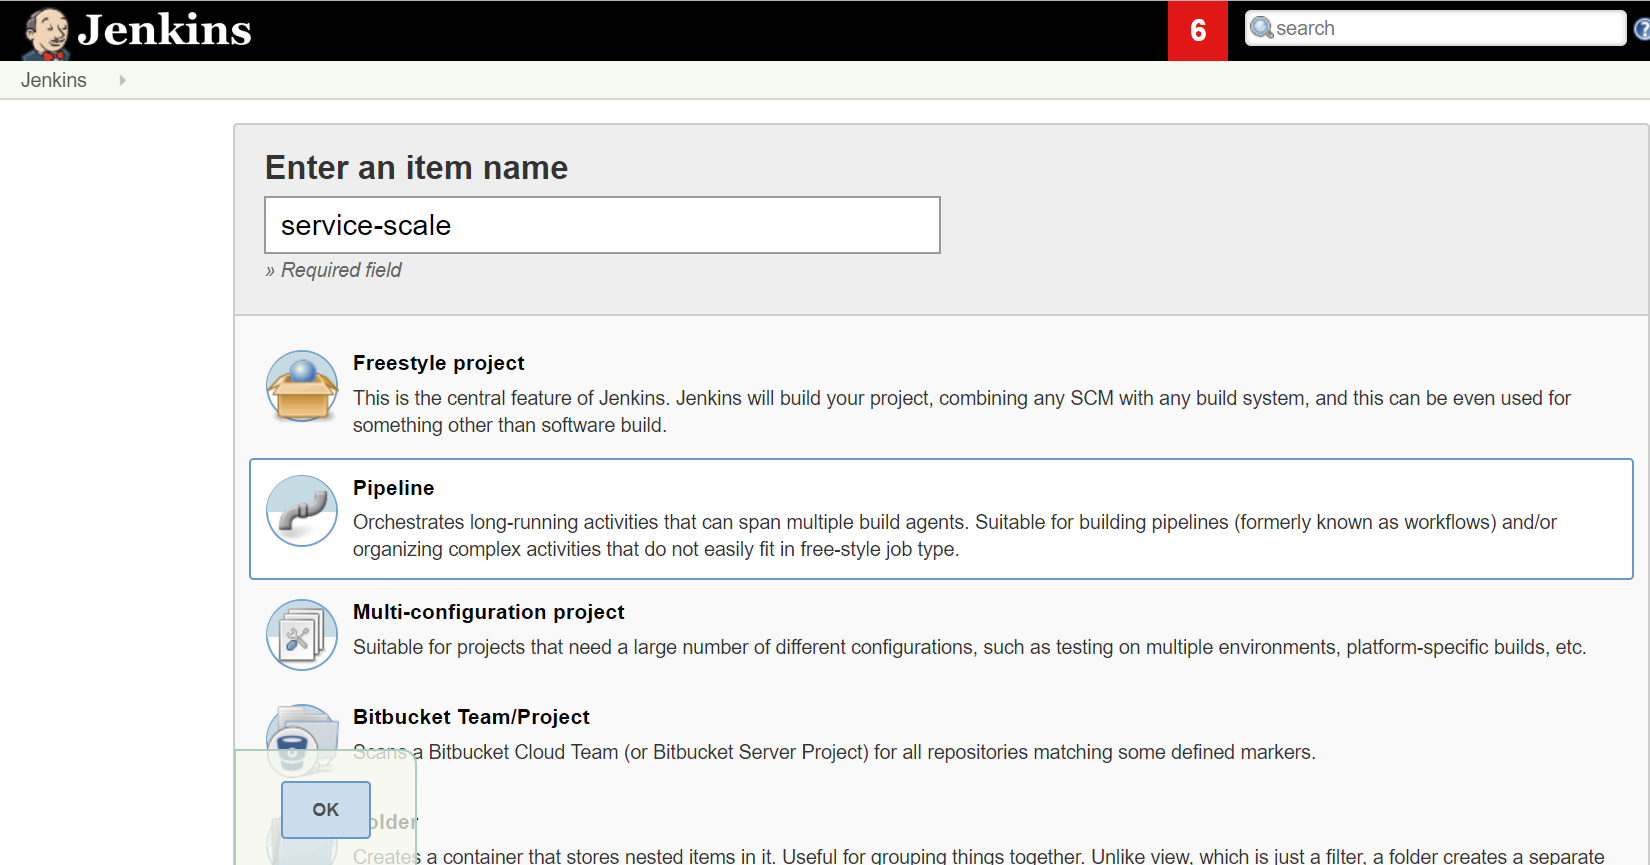 Jenkins
6
search
Jenkins
Enter an item name
service-scale
» Required field
Freestyle project
This is the central feature of Jenkins. Jenkins will build your project, combining any SCM with any build system, and this can be even used for
something other than software build.
Pipeline
Orchestrates long-running activities that can span multiple build agents. Suitable for building pipelines (formerly known as workflows) and/or
organizing complex activities that do not easily fit in free-style job type.
Multi-configuration project
Suitable for projects that need a large number of different configurations, such as testing on multiple environments, platform-specific builds, etc.
Bitbucket Team/Project
Scans a Bitbucket Cloud Team (or Bitbucket Server Project) for all repositories matching some defined markers.
OK
older
Creates a container that stores nested items in it. Useful for grouping things together. Unlike view, which is just a filter, a folder creates a separate